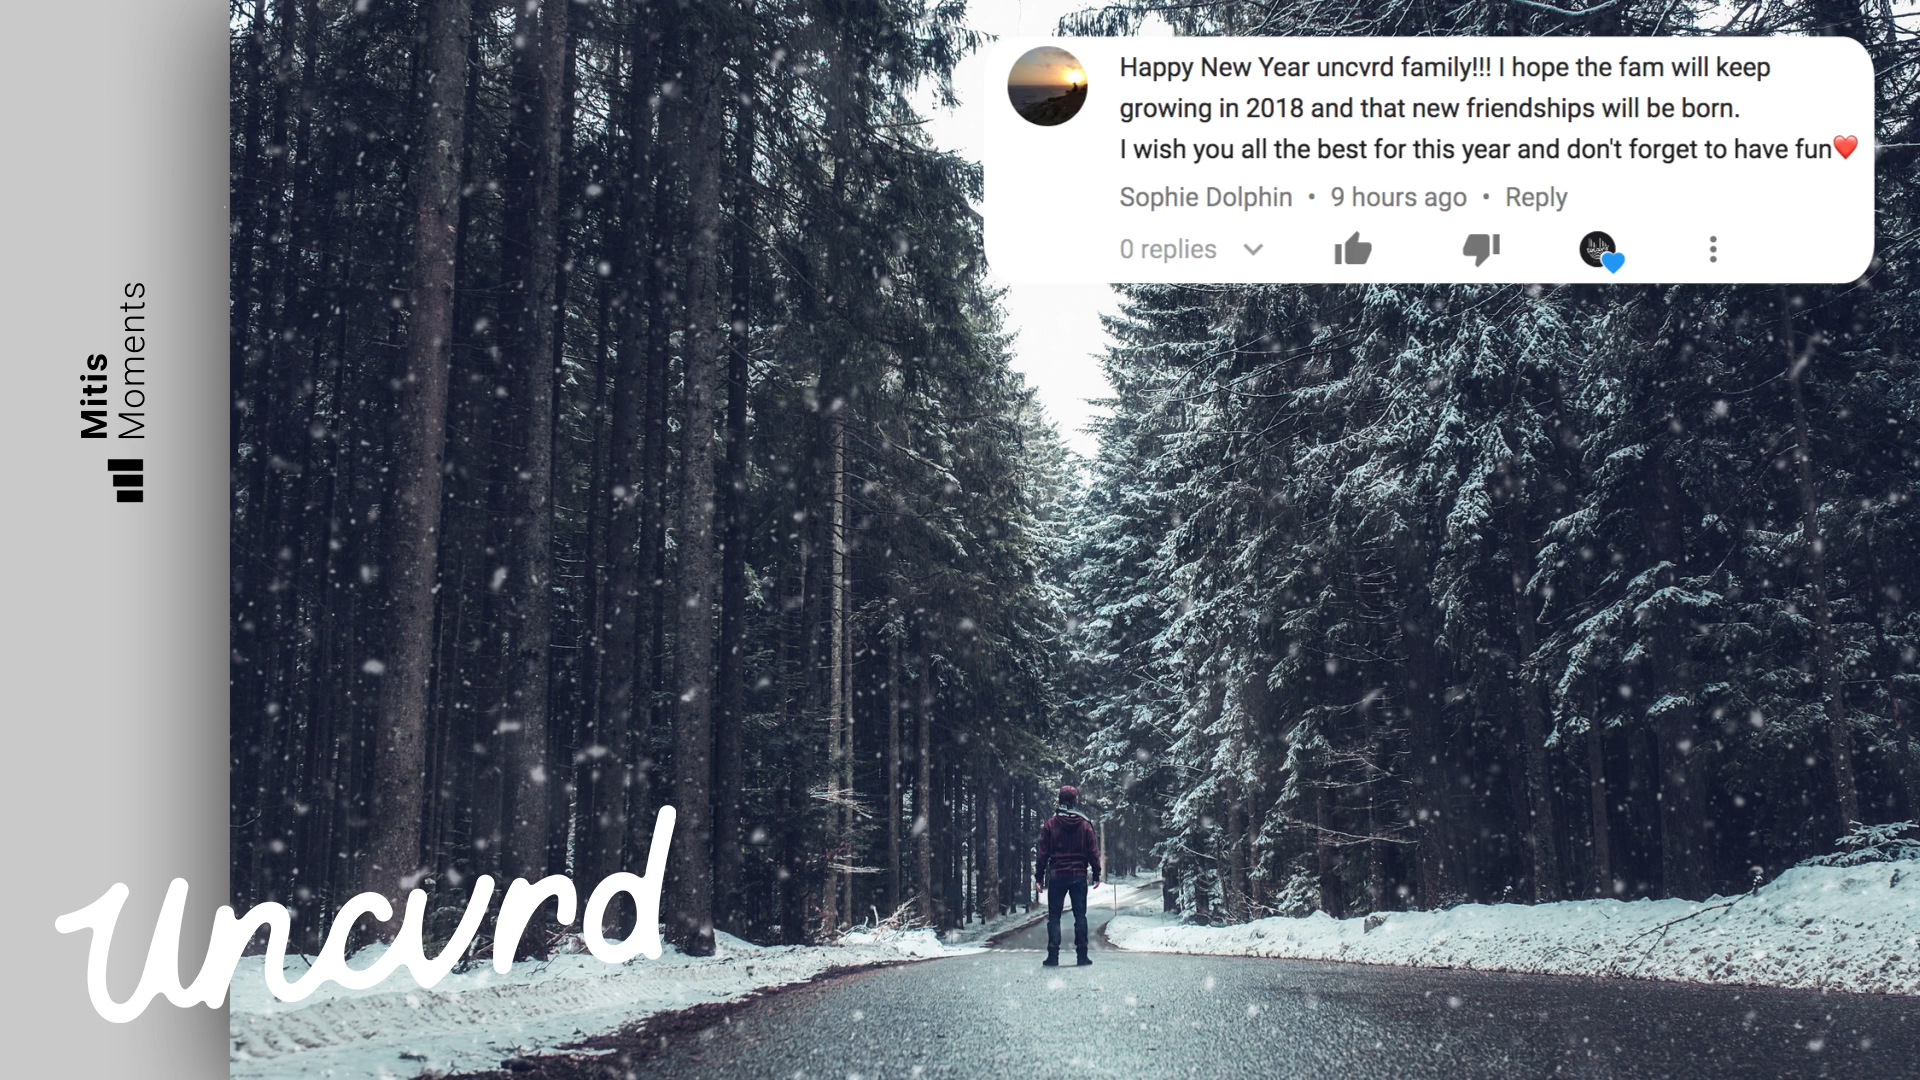 Happy New Year uncvrd family!!! I hope the fam will keep
growing in 2018 and that new friendships will be born.
I wish you all the best for this year and don't forget to have fun❤️
Sophie Dolphin • 9 hours ago • Reply
0 replies
Mitis
Moments
Uncvrd